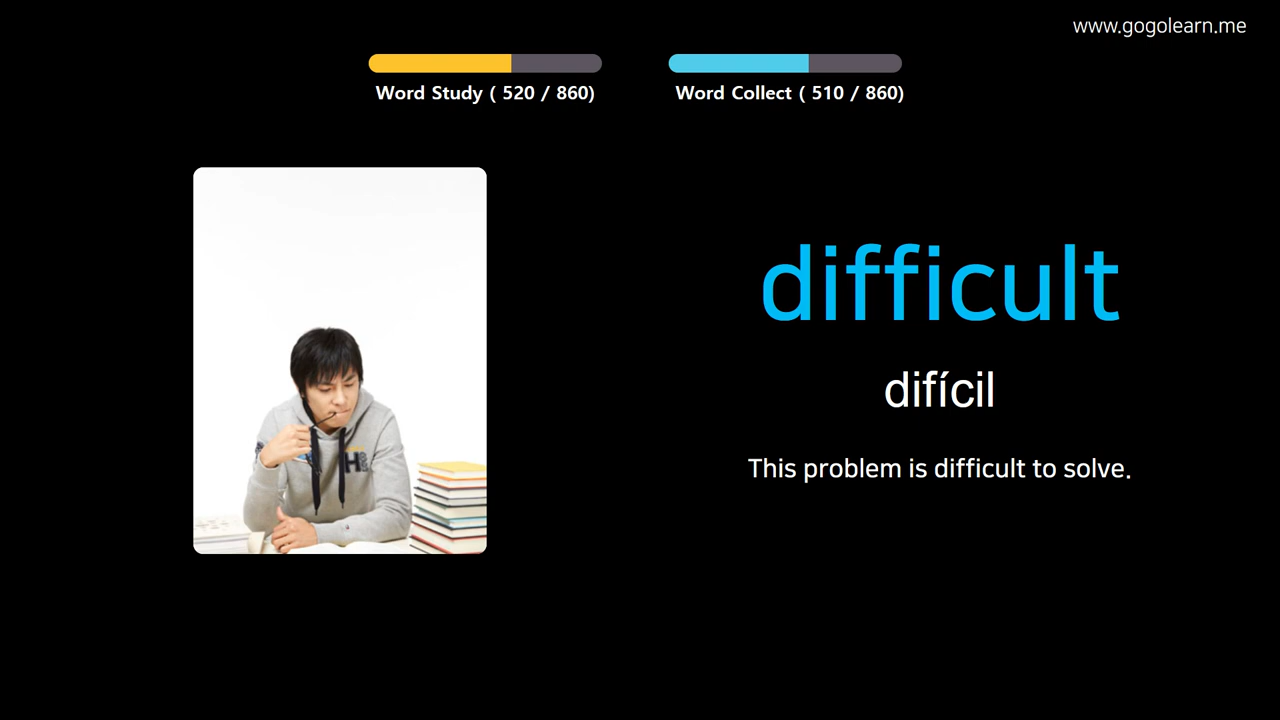 www.gogolearn.me
Word Study ( 520 / 860)
Word Collect ( 510 / 860)
difficult
difícil
This problem is difficult to solve.
H